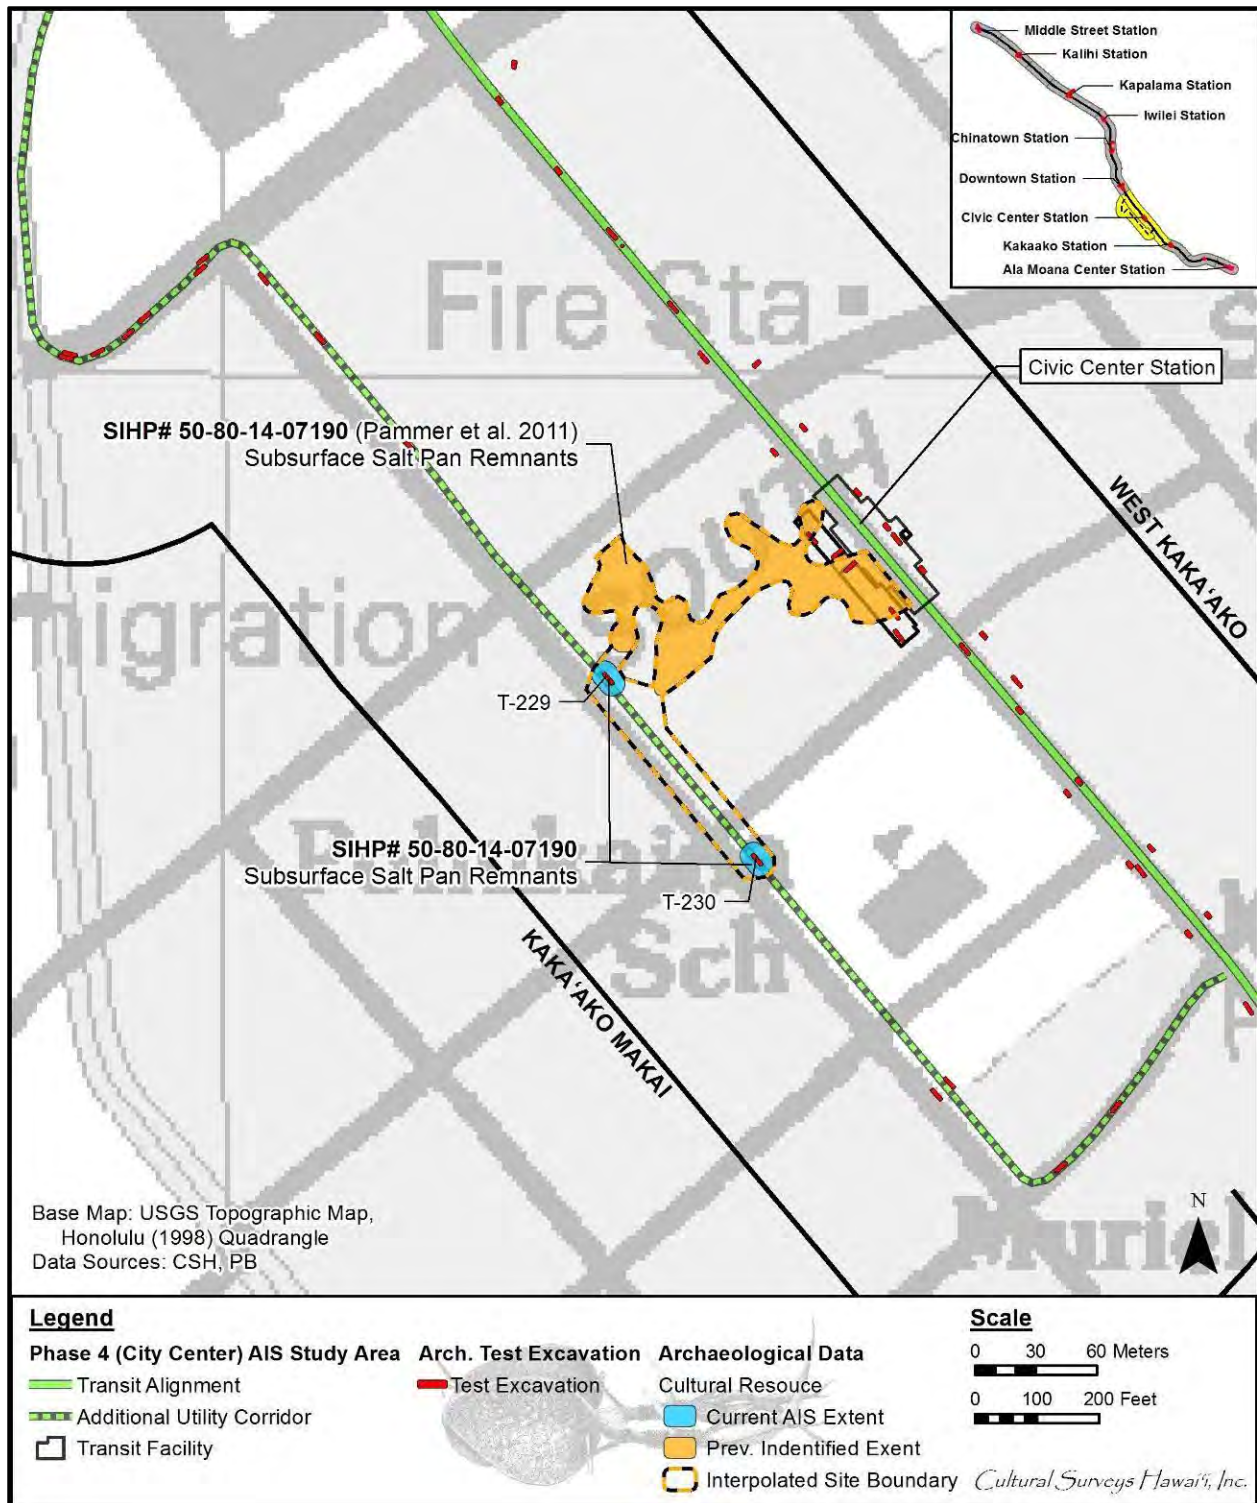 Middle Street Station
Kalihi Station
Kapalama Station
Iwilei Station
Chinatown Station
Downtown Station
Civic Center Station
Kakaako Station
Ala Moana Center Station
Fire Sta
Civic Center Station
SIHP# 50-80-14-07190 (Pammer et al. 2011)
Subsurface Salt Pan Remnants
SOUTH
WEST KAKA‘AKO
migration
T-229
SIHP# 50-80-14-07190
Subsurface Salt Pan Remnants
T-230
Sch
KAKA‘AKO MAKAI
Muriel
Base Map: USGS Topographic Map,
Honolulu (1998) Quadrangle
Data Sources: CSH, PB
N
Legend
Phase 4 (City Center) AIS Study Area
Transit Alignment
Additional Utility Corridor
Transit Facility
Arch. Test Excavation
Test Excavation
Archaeological Data
Cultural Resouce
Current AIS Extent
Prev. Indentified Exent
Interpolated Site Boundary
Scale
0 30 60 Meters
0 100 200 Feet
Cultural Surveys Hawai‘i, Inc.